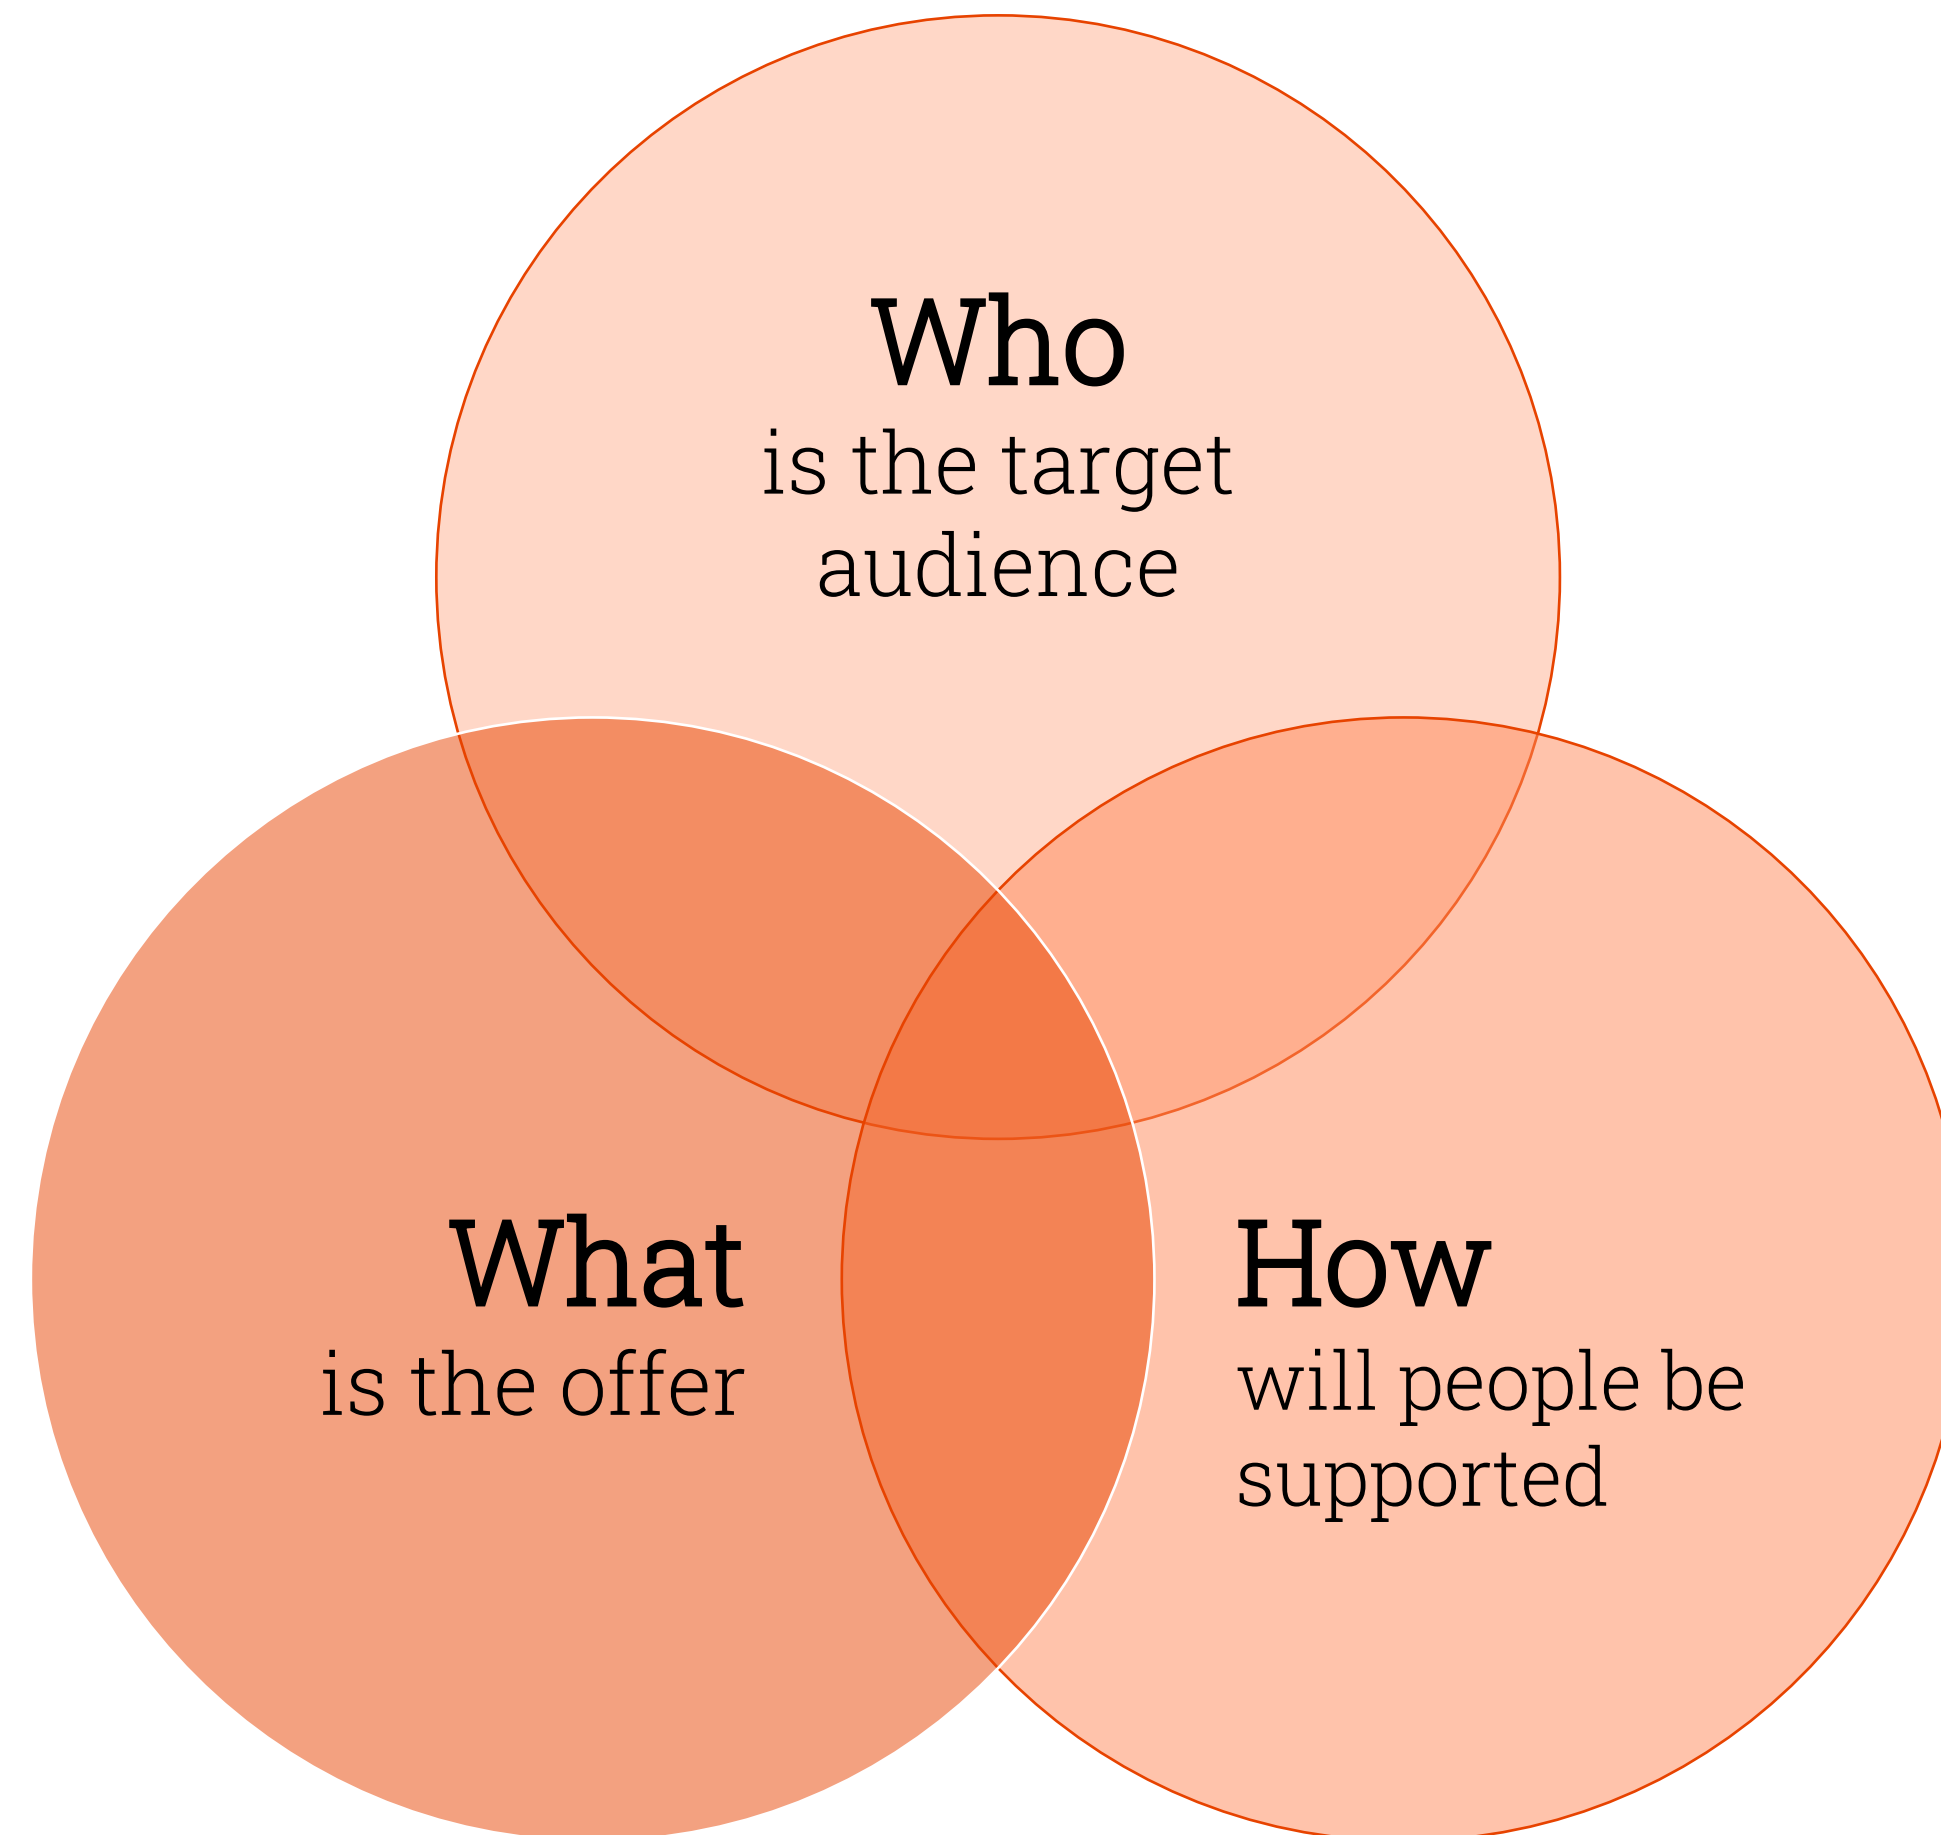 Who
is the target
audience
What
is the offer
How
will people be
supported